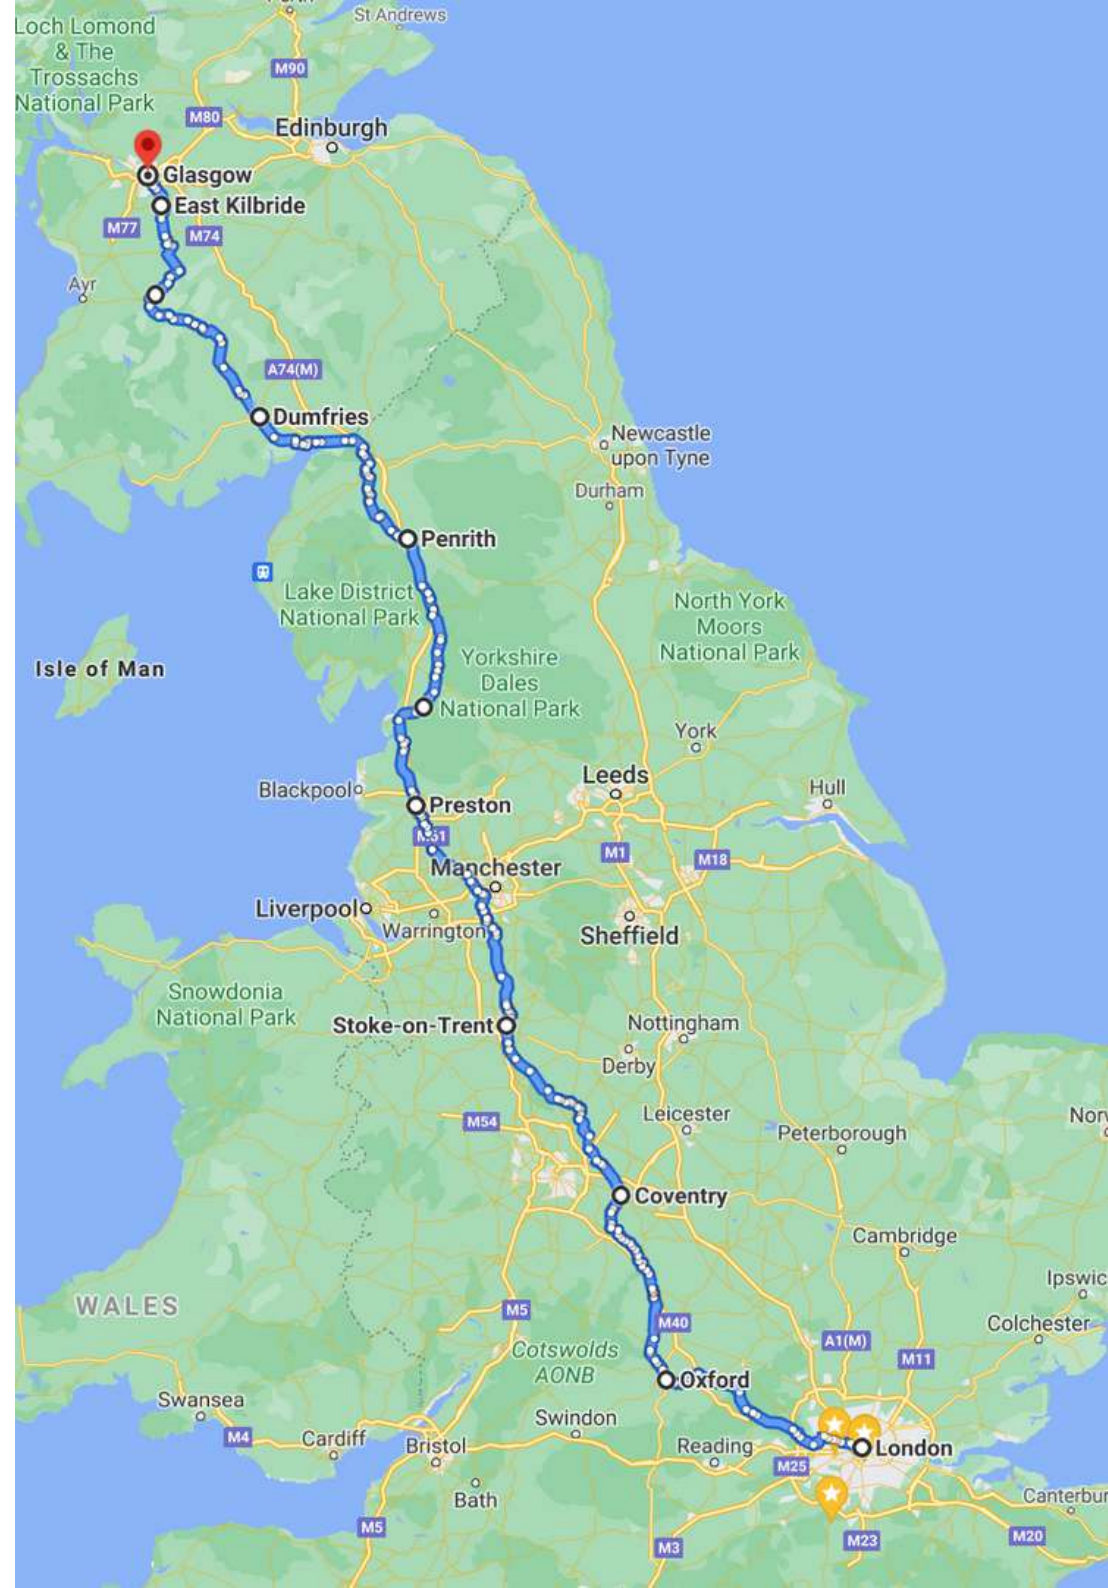 St Andrews
Loch Lomond
& The
Trossachs
National Park
M90
M80
Edinburgh
Glasgow
East Kilbride
M77
M74
Ayr
A74(M)
Dumfries
Newcastle
upon Tyne
Durham
Penrith
Lake District
National Park
North York
Moors
National Park
Isle of Man
Yorkshire
Dales
National Park
York
Leeds
Blackpool
Hull
Preston
M61
M1
M18
Manchester
Liverpool
Warrington
Sheffield
Snowdonia
National Park
Stoke-on-Trent
Nottingham
Derby
M54
Leicester
Nor
Peterborough
Coventry
Cambridge
Ipswic
WALES
M5
M40
Colchester
A1(M)
Cotswolds
AONB
M11
Oxford
Swansea
Swindon
M4
Cardiff
Bristol
Reading
London
M25
Bath
Canterbur
M5
M3
M23
M20